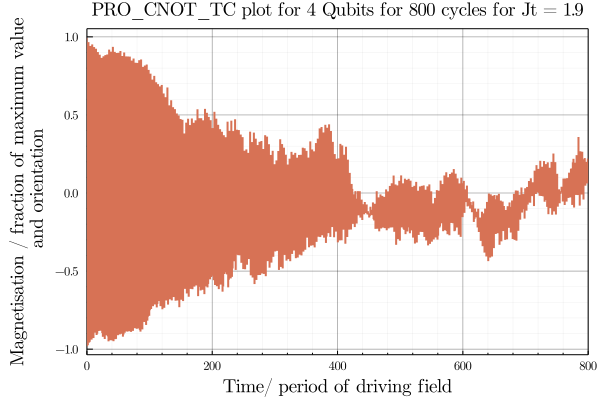 PRO_CNOT_TC plot for 4 Qubits for 800 cycles for Jt = 1.9
Magnetisation / fraction of maximum value
and orientation
1.0
0.5
0.0
−0.5
−1.0
0 200 400 600 800
Time/ period of driving field